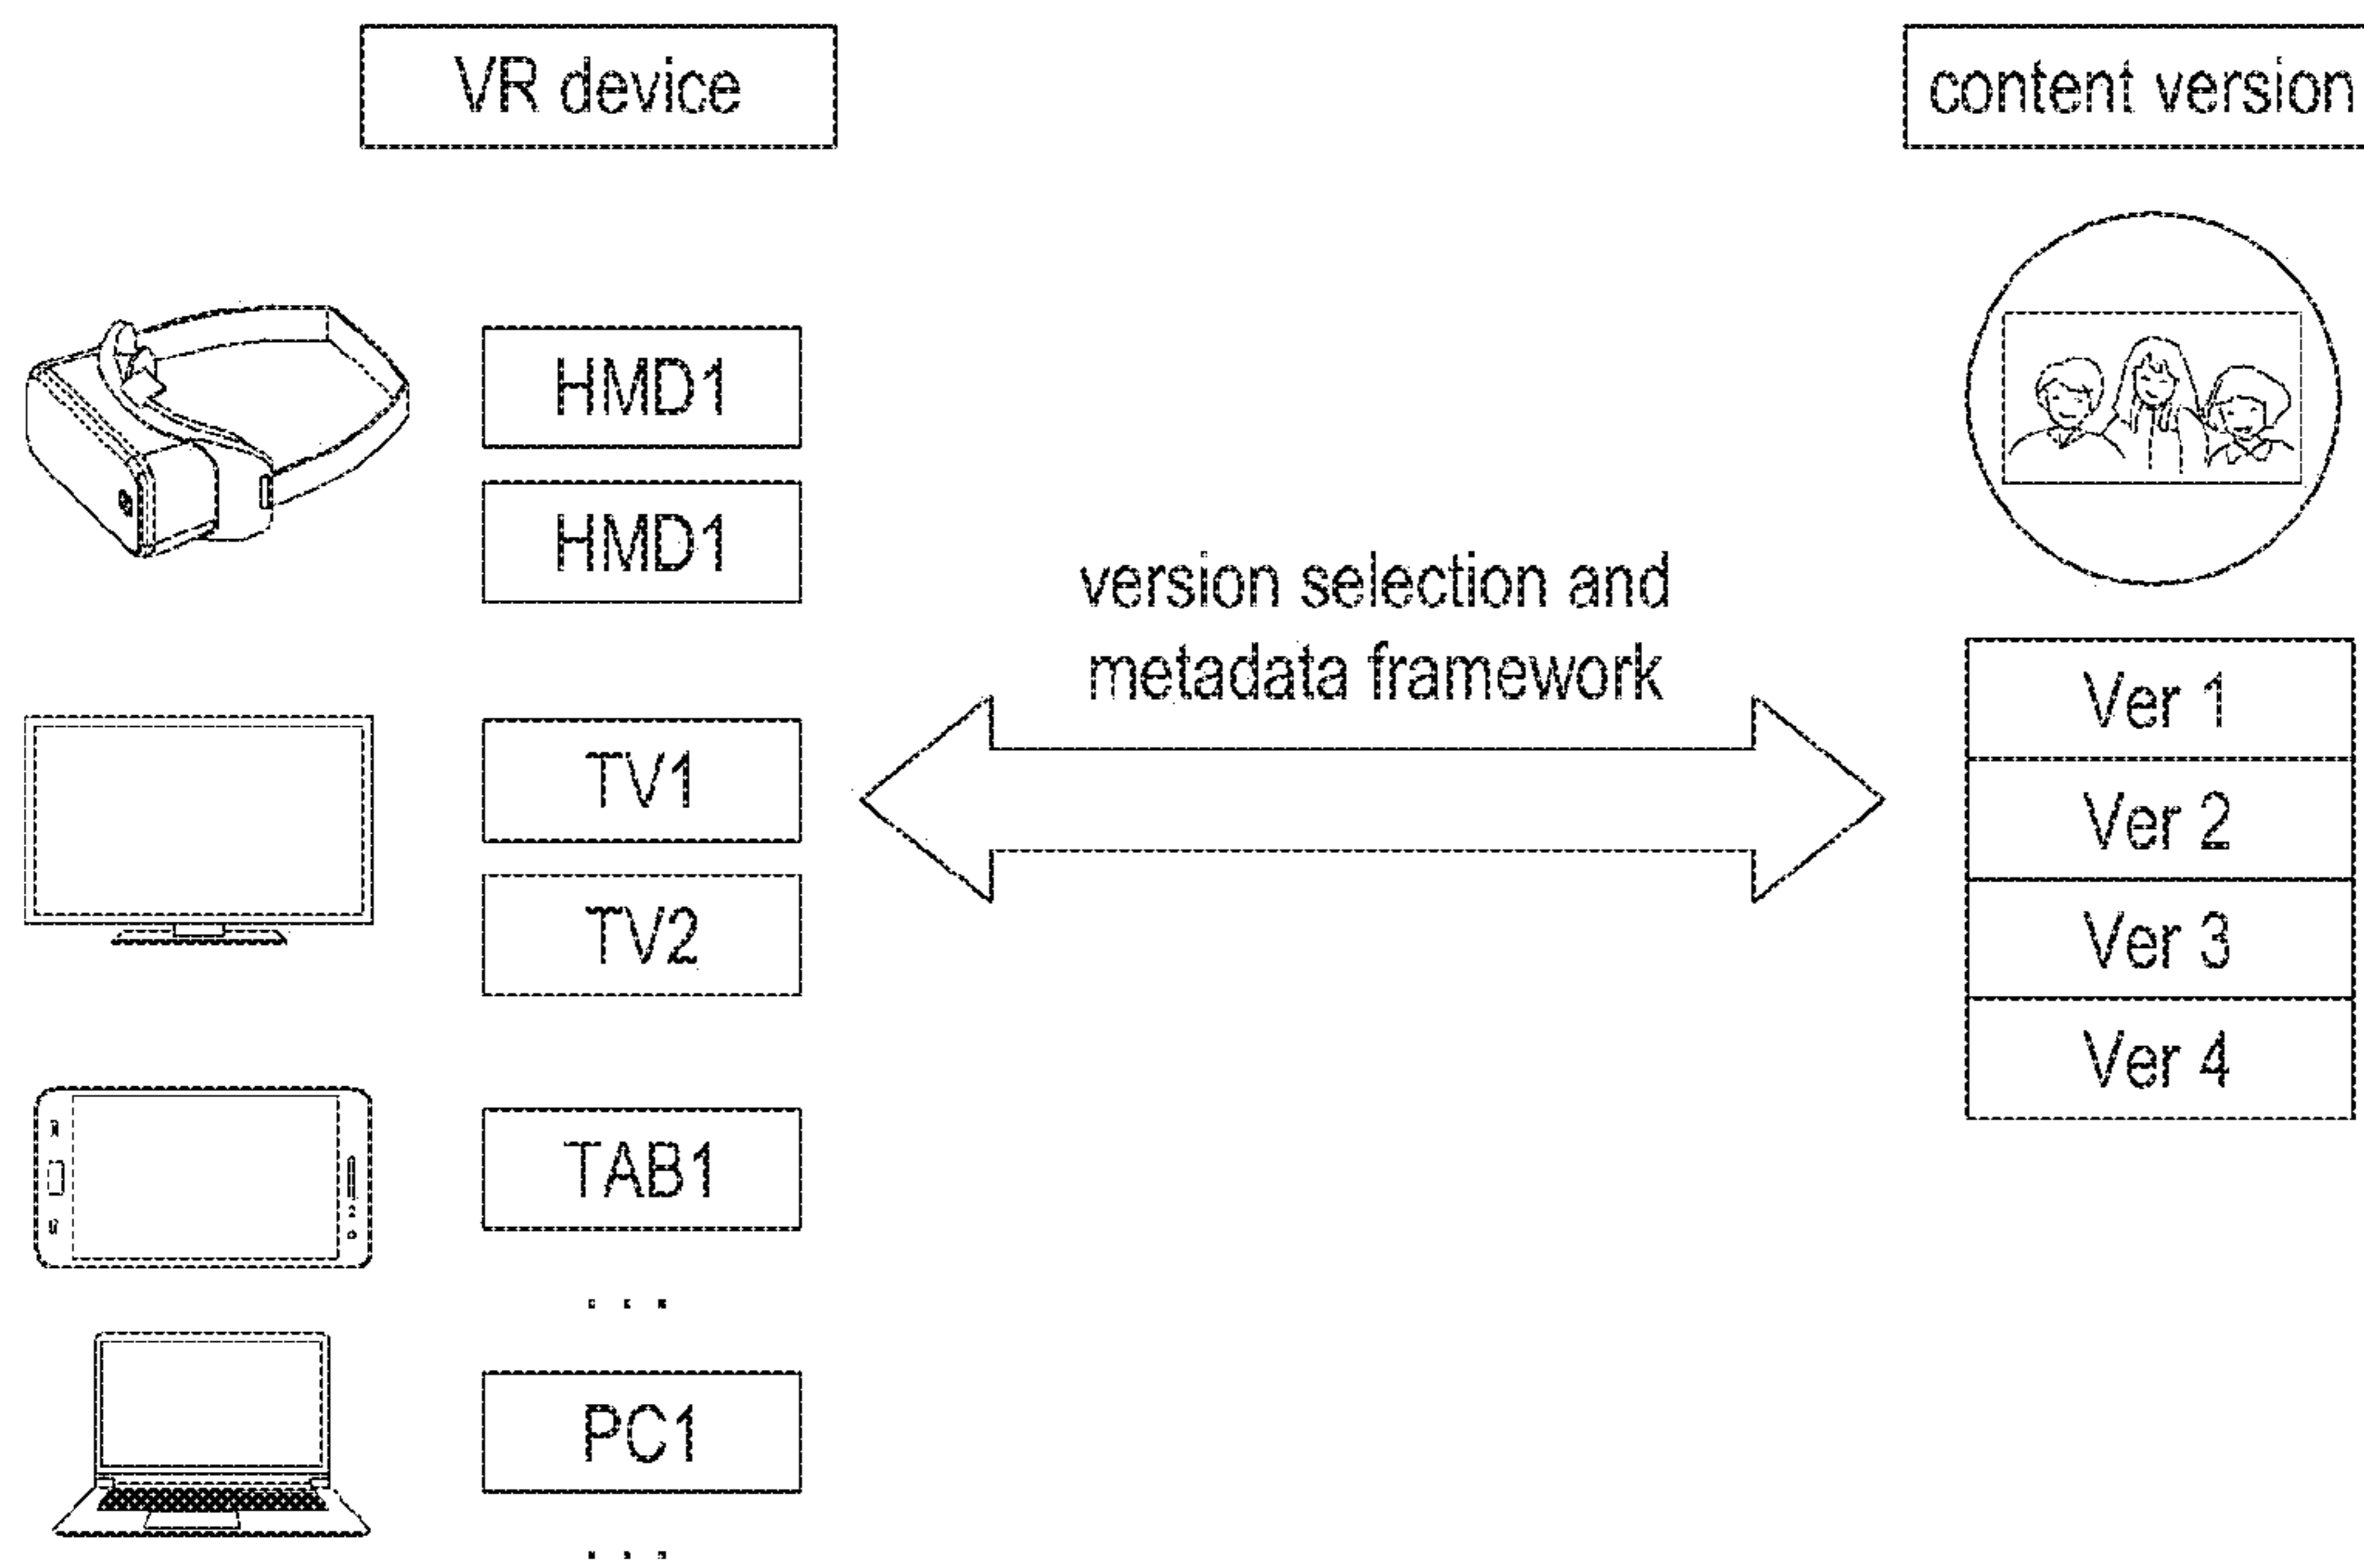 VR device
content version
HMD1
HMD1
version selection and
metadata framework
TV1
TV2
TAB1
. . .
PC1
. . .
Ver 1
Ver 2
Ver 3
Ver 4